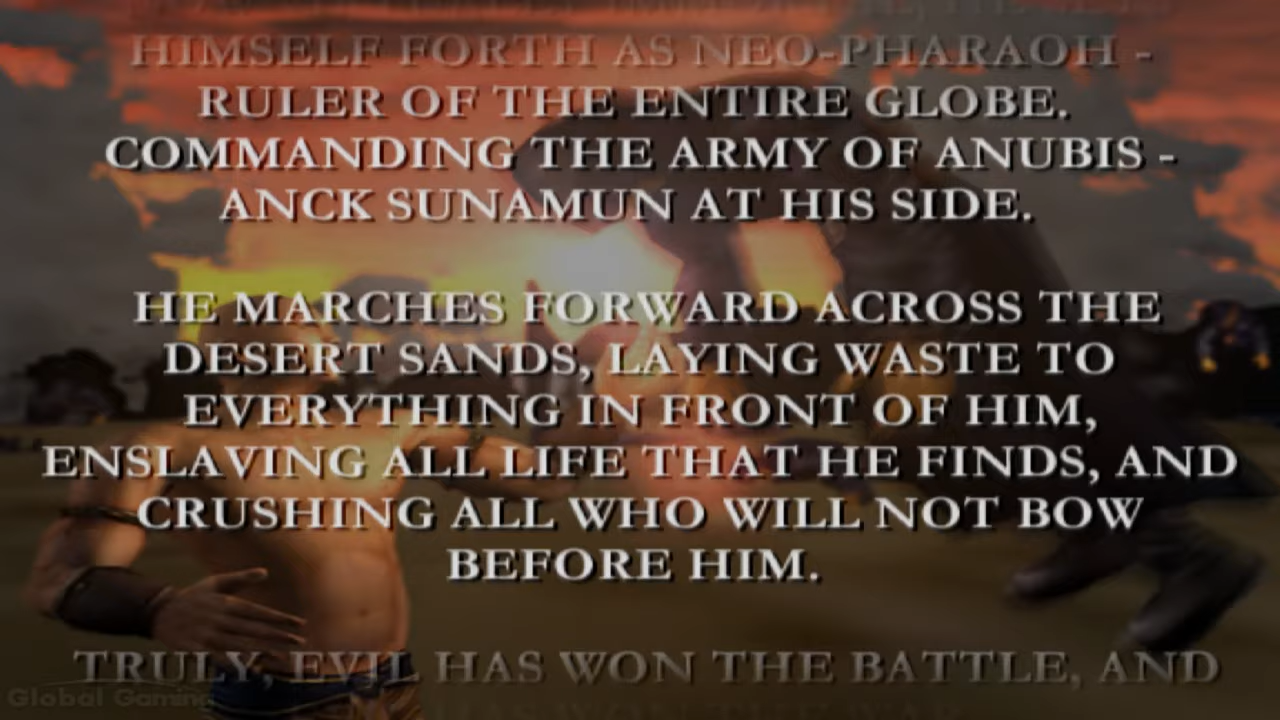 HIMSELF FORTH AS NEO-PHARAOH -
RULER OF THE ENTIRE GLOBE.
COMMANDING THE ARMY OF ANUBIS -
ANCK SUNAMUN AT HIS SIDE.
HE MARCHES FORWARD ACROSS THE
DESERT SANDS, LAYING WASTE TO
EVERYTHING IN FRONT OF HIM,
ENSLAVING ALL LIFE THAT HE FINDS, AND
CRUSHING ALL WHO WILL NOT BOW
BEFORE HIM.
TRULY, EVIL HAS WON THE BATTLE, AND
Global Gaming